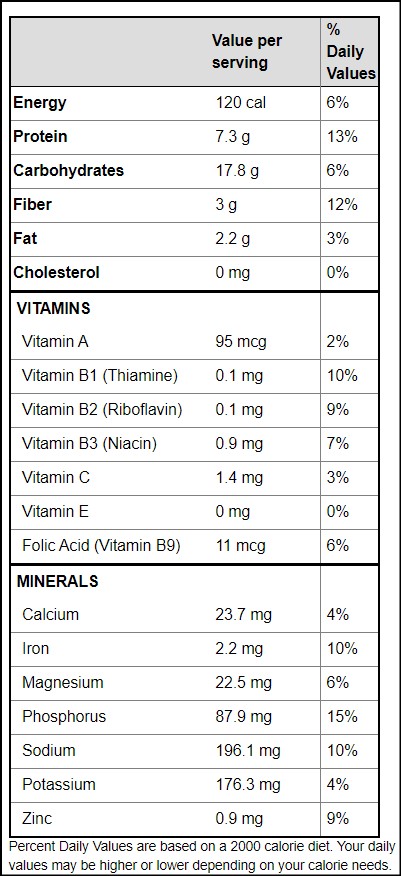 Value per serving % Daily Values
Energy 120 cal 6%
Protein 7.3 g 13%
Carbohydrates 17.8 g 6%
Fiber 3 g 12%
Fat 2.2 g 3%
Cholesterol 0 mg 0%
VITAMINS
Vitamin A 95 mcg 2%
Vitamin B1 (Thiamine) 0.1 mg 10%
Vitamin B2 (Riboflavin) 0.1 mg 9%
Vitamin B3 (Niacin) 0.9 mg 7%
Vitamin C 1.4 mg 3%
Vitamin E 0 mg 0%
Folic Acid (Vitamin B9) 11 mcg 6%
MINERALS
Calcium 23.7 mg 4%
Iron 2.2 mg 10%
Magnesium 22.5 mg 6%
Phosphorus 87.9 mg 15%
Sodium 196.1 mg 10%
Potassium 176.3 mg 4%
Zinc 0.9 mg 9%
Percent Daily Values are based on a 2000 calorie diet. Your daily
values may be higher or lower depending on your calorie needs.